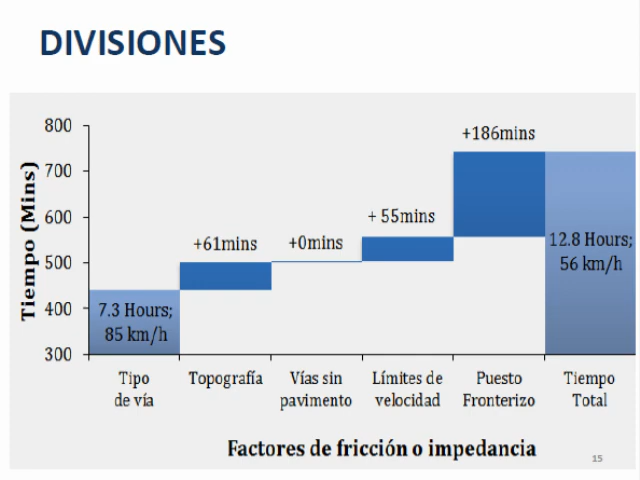 DIVISIONES
Tiempo (Mins)
800
700
600
500
400
300
+61mins
+0mins
+ 55mins
+186mins
7.3 Hours;
85 km/h
12.8 Hours;
56 km/h
Tipo
de vía
Topografía
Vías sin
pavimento
Límites de
velocidad
Puesto
Fronterizo
Tiempo
Total
Factores de fricción o impedancia
15